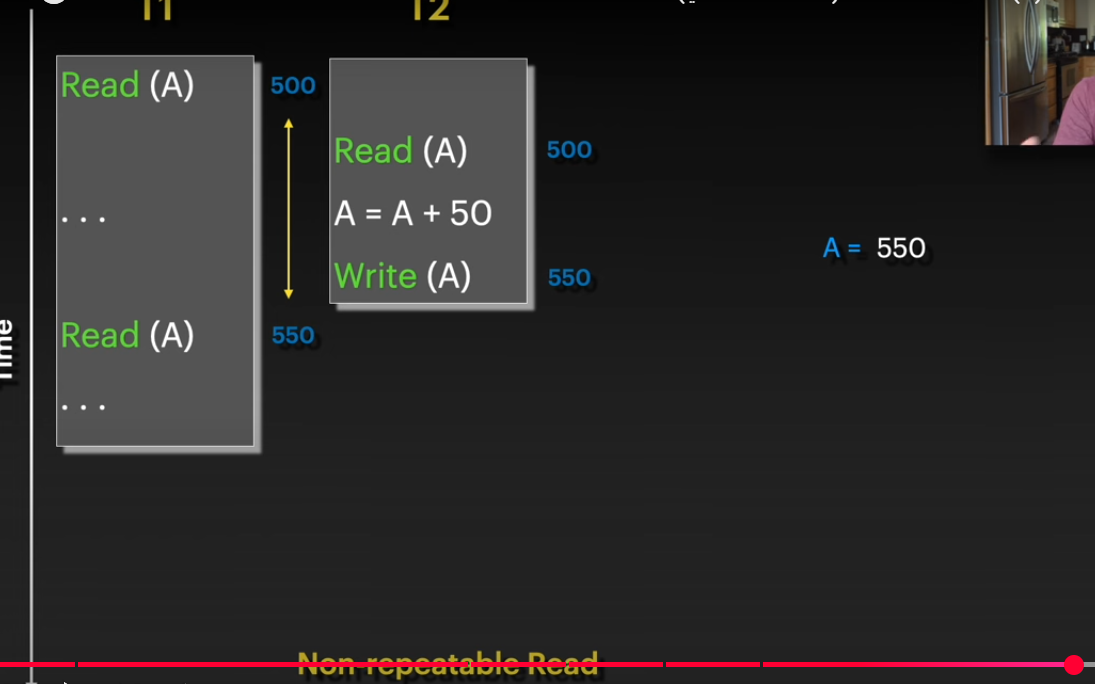 T1 T2
Read (A) 500
Read (A) 500
. . .
A = A + 50
A = 550
Write (A) 550
Read (A) 550
Time
. . .
Non-repeatable Read